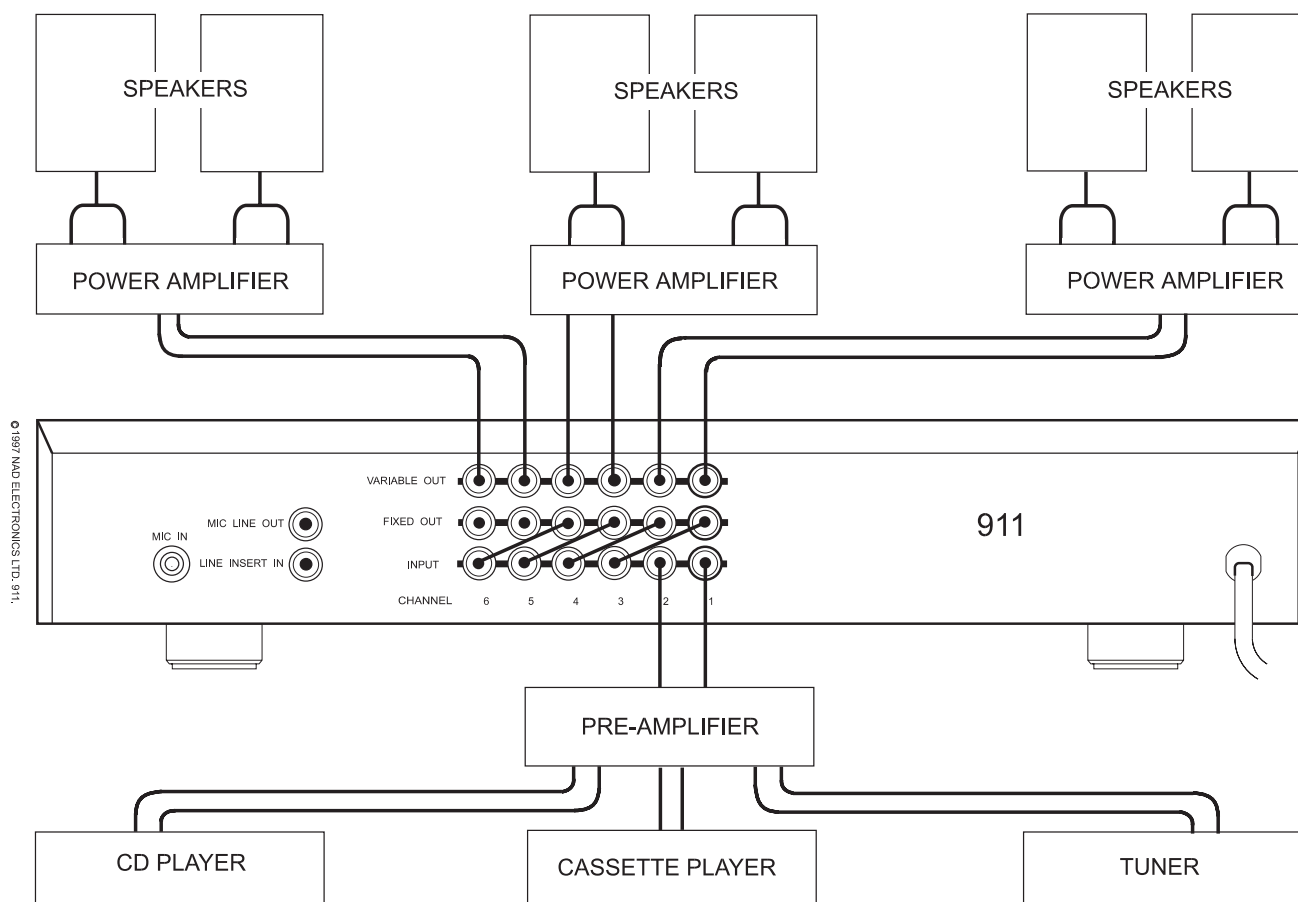 SPEAKERS
SPEAKERS
SPEAKERS
POWER AMPLIFIER
POWER AMPLIFIER
POWER AMPLIFIER
©1997 NAD ELECTRONICS LTD. 911.
VARIABLE OUT
MIC LINE OUT
FIXED OUT
911
MIC IN
LINE INSERT IN
INPUT
CHANNEL 6 5 4 3 2 1
PRE-AMPLIFIER
CD PLAYER
CASSETTE PLAYER
TUNER